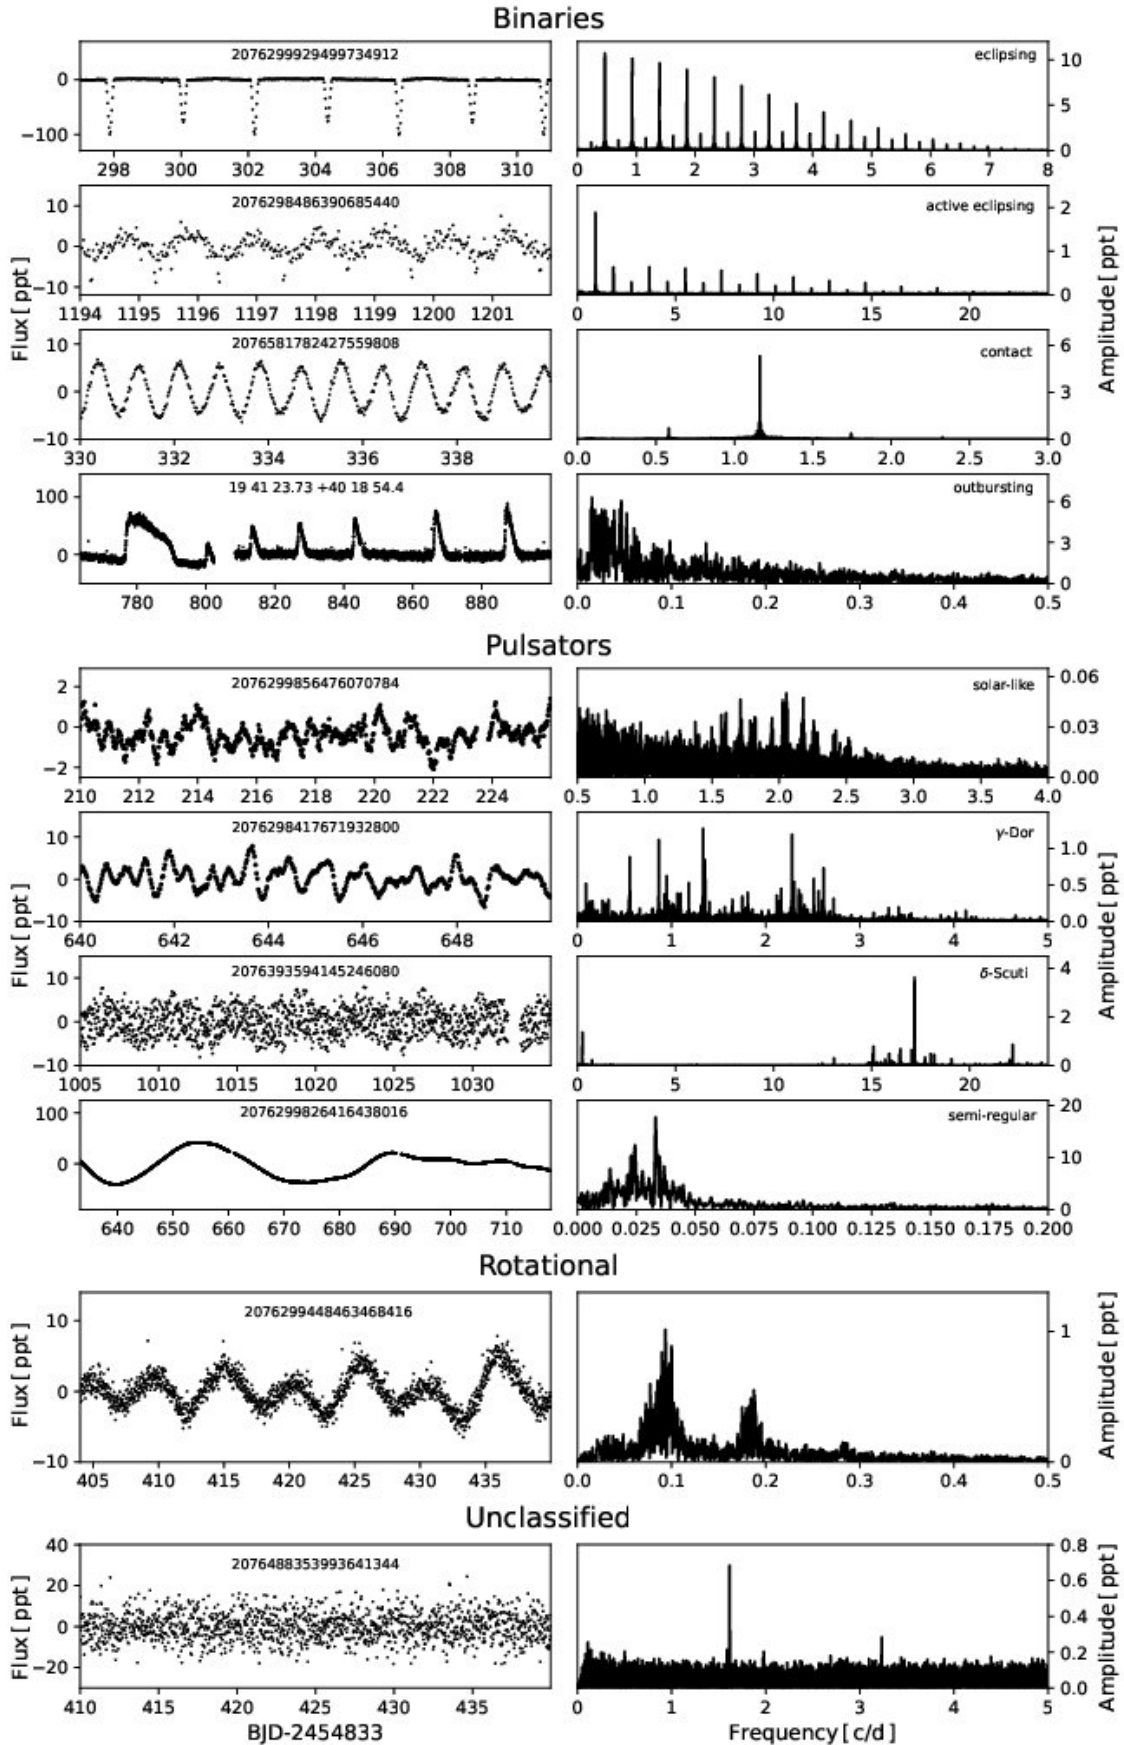 Binaries
2076299929499734912
eclipsing
0
−100
10
5
0
298 300 302 304 306 308 310
0 1 2 3 4 5 6 7 8
2076298486390685440
active eclipsing
10
0
−10
2
1
0
1194 1195 1196 1197 1198 1199 1200 1201
0 5 10 15 20
Flux [ ppt]
Amplitude [ ppt]
2076581782427559808
contact
10
0
−10
6
3
0
330 332 334 336 338
0.0 0.5 1.0 1.5 2.0 2.5 3.0
19 41 23.73 +40 18 54.4
outbursting
100
0
6
3
0
780 800 820 840 860 880
0.0 0.1 0.2 0.3 0.4 0.5
Pulsators
2076299856476070784
solar-like
2
0
−2
0.06
0.03
0.00
210 212 214 216 218 220 222 224
0.5 1.0 1.5 2.0 2.5 3.0 3.5 4.0
2076298417671932800
γ-Dor
10
0
−10
1.0
0.5
0.0
640 642 644 646 648
0 1 2 3 4 5
Flux [ ppt]
Amplitude [ ppt]
2076393594145246080
δ-Scuti
10
0
−10
4
2
0
1005 1010 1015 1020 1025 1030
0 5 10 15 20
2076299826416438016
semi-regular
100
0
20
10
0
640 650 660 670 680 690 700 710
0.000 0.025 0.050 0.075 0.100 0.125 0.150 0.175 0.200
Rotational
2076299448463468416
10
0
−10
1
0
Flux [ ppt]
Amplitude [ ppt]
405 410 415 420 425 430 435
0.0 0.1 0.2 0.3 0.4 0.5
Unclassified
2076488353993641344
40
20
0
−20
0.8
0.6
0.4
0.2
0.0
Flux [ ppt]
Amplitude [ ppt]
410 415 420 425 430 435
0 1 2 3 4 5
BJD-2454833
Frequency [ c/d]